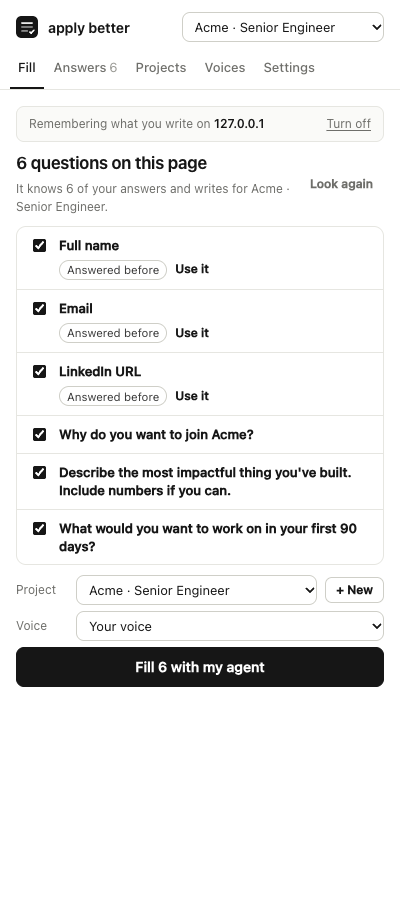 apply better
Acme · Senior Engineer
Fill
Answers 6
Projects
Voices
Settings
Remembering what you write on 127.0.0.1
Turn off
6 questions on this page
It knows 6 of your answers and writes for Acme ·
Senior Engineer.
Look again
Full name
Answered before
Use it
Email
Answered before
Use it
LinkedIn URL
Answered before
Use it
Why do you want to join Acme?
Describe the most impactful thing you've built.
Include numbers if you can.
What would you want to work on in your first 90
days?
Project
Acme · Senior Engineer
+ New
Voice
Your voice
Fill 6 with my agent